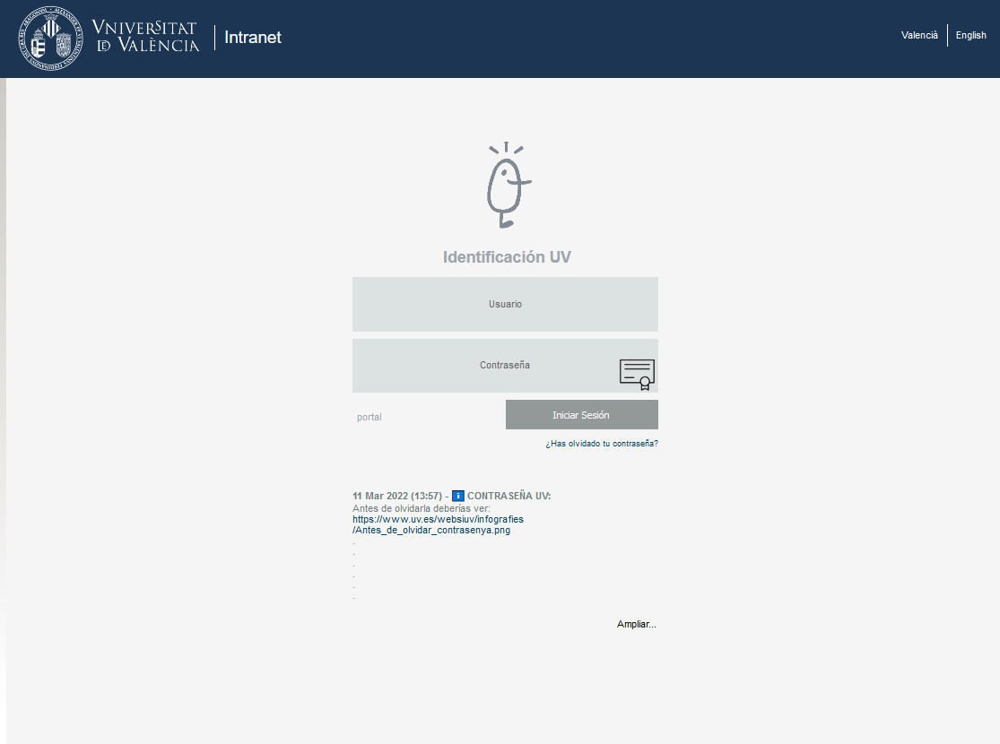 VNIVERSITAT
DE VALÈNCIA
Intranet
Valencià
English
Identificación UV
Usuario
Contraseña
portal
Iniciar Sesión
¿Has olvidado tu contraseña?
11 Mar 2022 (13:57) - i CONTRASEÑA UV:
Antes de olvidarla deberías ver:
https://www.uv.es/websiuv/infografies
/Antes_de_olvidar_contrasenya.png
.
.
.
.
.
.
Ampliar...